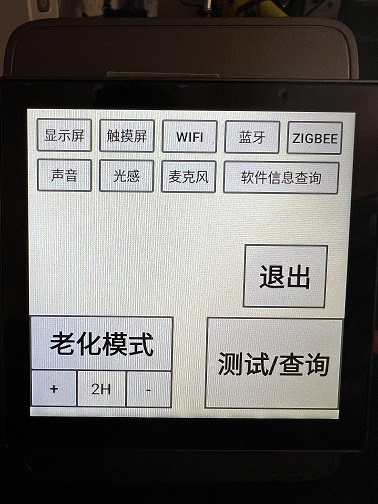 显示屏 触摸屏 WIFI 蓝牙 ZIGBEE
声音 光感 麦克风 软件信息查询
退出
老化模式
测试/查询
+ 2H -